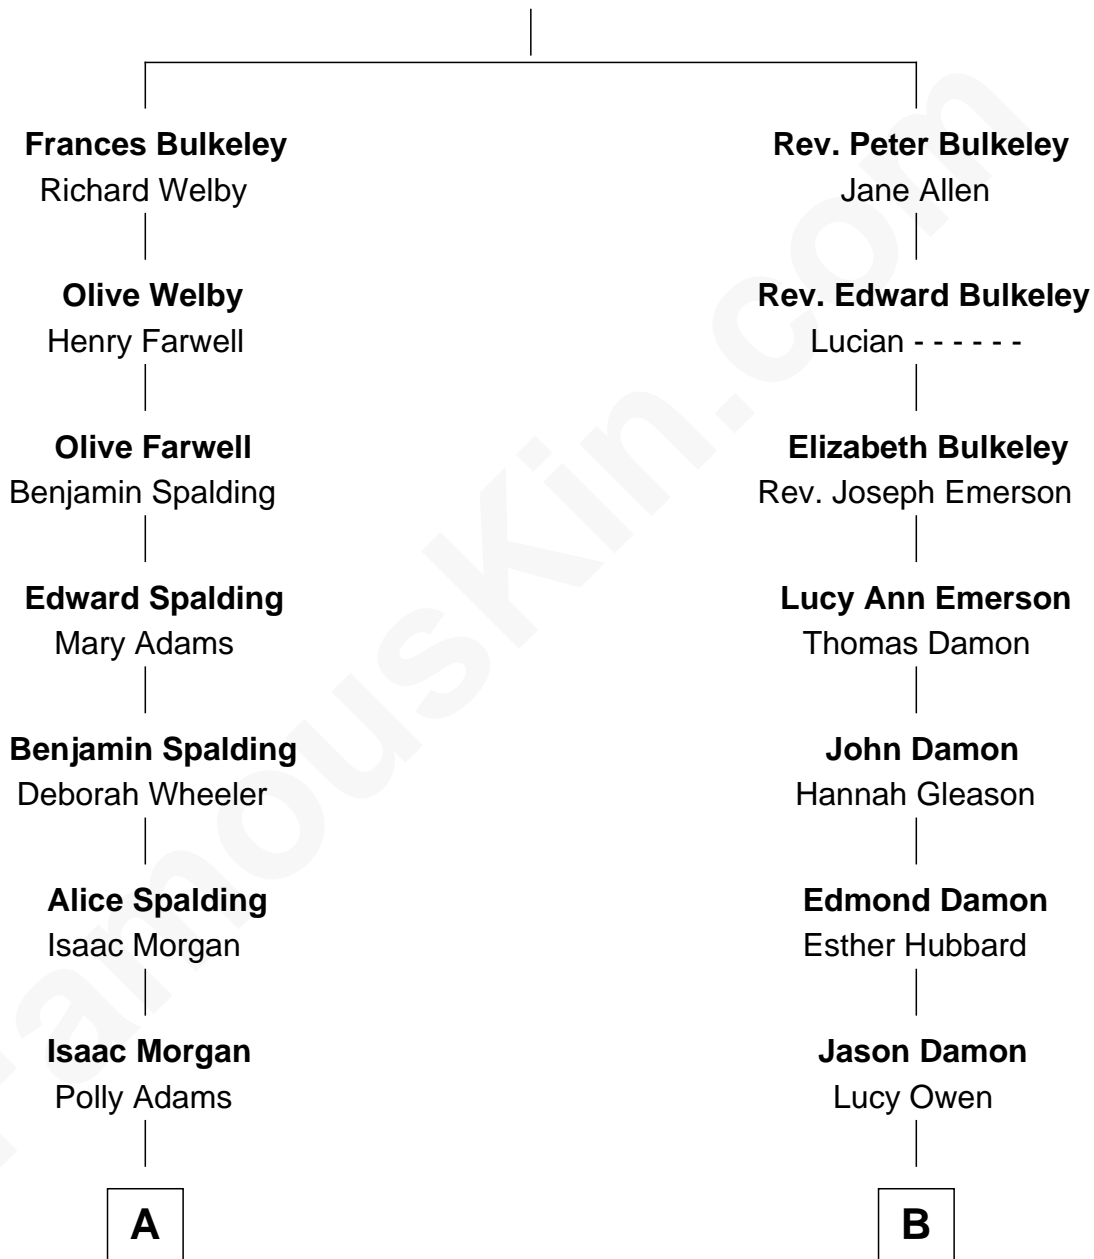 Frances Bulkeley
Richard Welby
Olive Welby
Henry Farwell
Olive Farwell
Benjamin Spalding
Edward Spalding
Mary Adams
Benjamin Spalding
Deborah Wheeler
Alice Spalding
Isaac Morgan
Isaac Morgan
Polly Adams
A
Rev. Peter Bulkeley
Jane Allen
Rev. Edward Bulkeley
Lucian - - - - - -
Elizabeth Bulkeley
Rev. Joseph Emerson
Lucy Ann Emerson
Thomas Damon
John Damon
Hannah Gleason
Edmond Damon
Esther Hubbard
Jason Damon
Lucy Owen
B
FamousKin.com